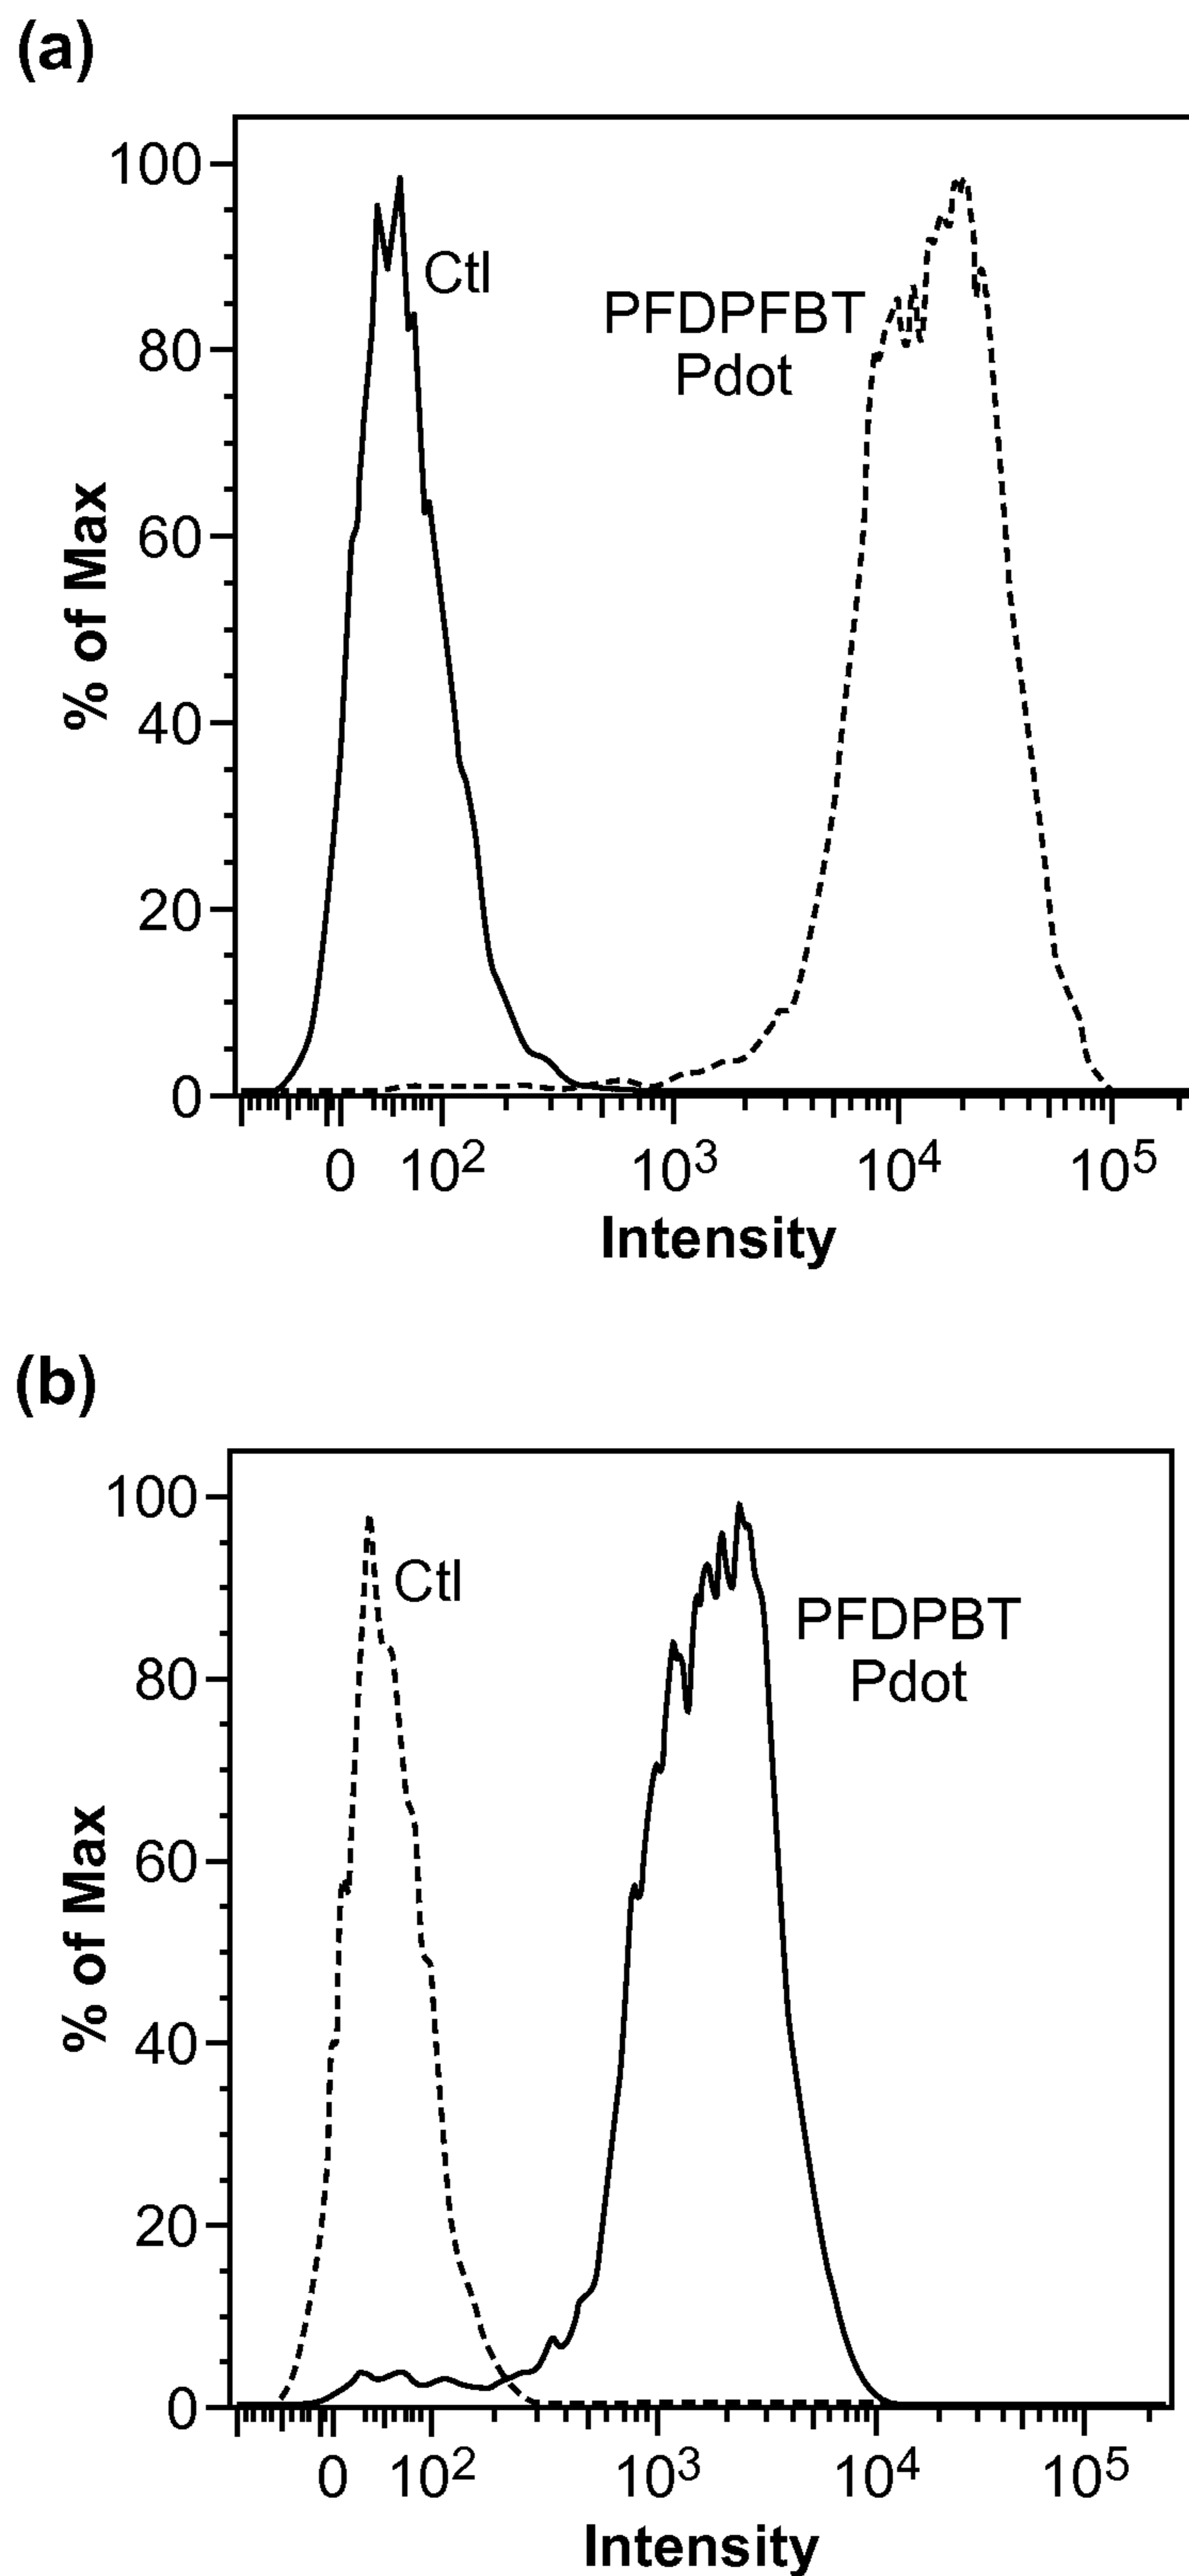 (a)
100
80
60
40
20
0
% of Max
Ctl
PFDPFBT
Pdot
0 10² 10³ 10⁴ 10⁵
Intensity
(b)
100
80
60
40
20
0
% of Max
Ctl
PFDPBT
Pdot
0 10² 10³ 10⁴ 10⁵
Intensity